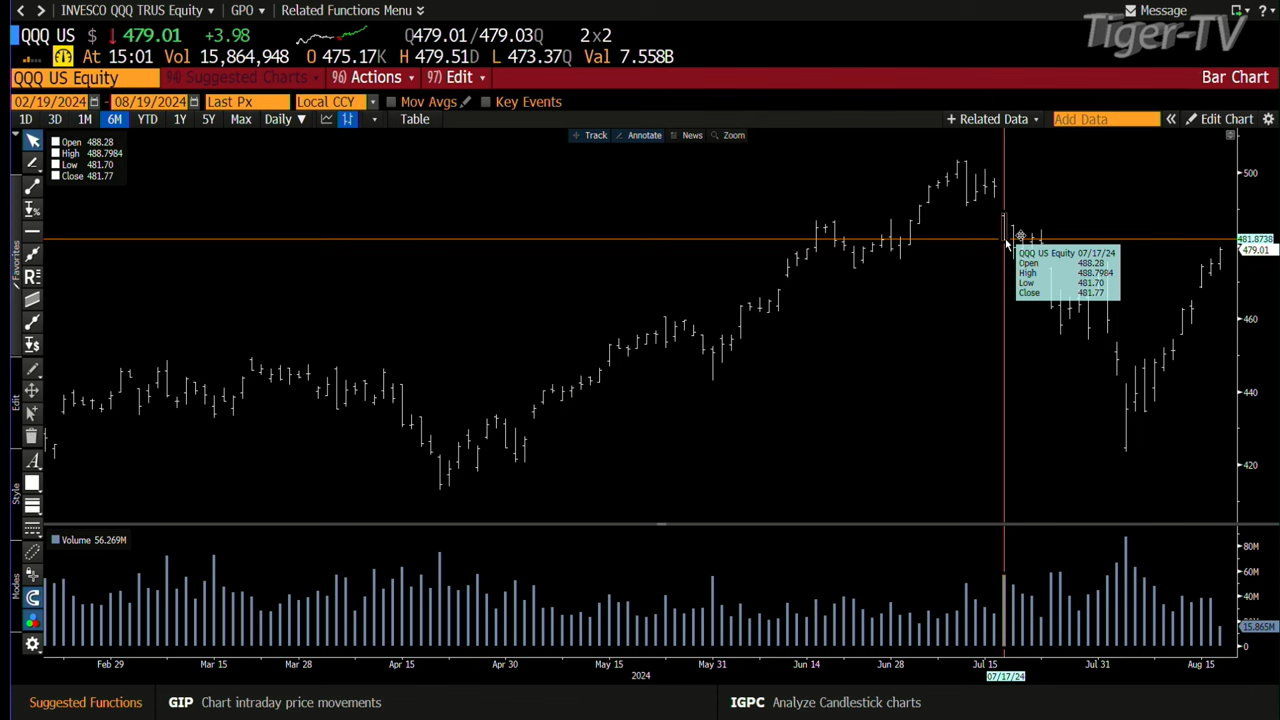 INVESCO QQQ TRUS Equity GPO Related Functions Menu Message ?
Tiger-TV
QQQ US $ 479.01 +3.98 Q479.01/479.03Q 2x2
At 15:01 Vol 15,864,948 O 475.17K H 479.51D L 473.37Q Val 7.558B
QQQ US Equity 94) Suggested Charts 96) Actions 97) Edit Bar Chart
02/19/2024 - 08/19/2024 Last Px Local CCY Mov Avgs Key Events
1D 3D 1M 6M YTD 1Y 5Y Max Daily ▼ Table + Related Data Add Data « Edit Chart
Track Annotate News Zoom
Open 488.28
High 488.7984
Low 481.70
Close 481.77
500
481.8738
479.01
460
440
420
QQQ US Equity 07/17/24
Open 488.28
High 488.7984
Low 481.70
Close 481.77
Favorites
Edit
Style
Modes
Volume 56.269M
80M
60M
40M
15.865M
0
Feb 29 Mar 15 Mar 28 Apr 15 Apr 30 May 15 May 31 Jun 14 Jun 28 Jul 15 Jul 31 Aug 15
2024 07/17/24
Suggested Functions GIP Chart intraday price movements IGPC Analyze Candlestick charts